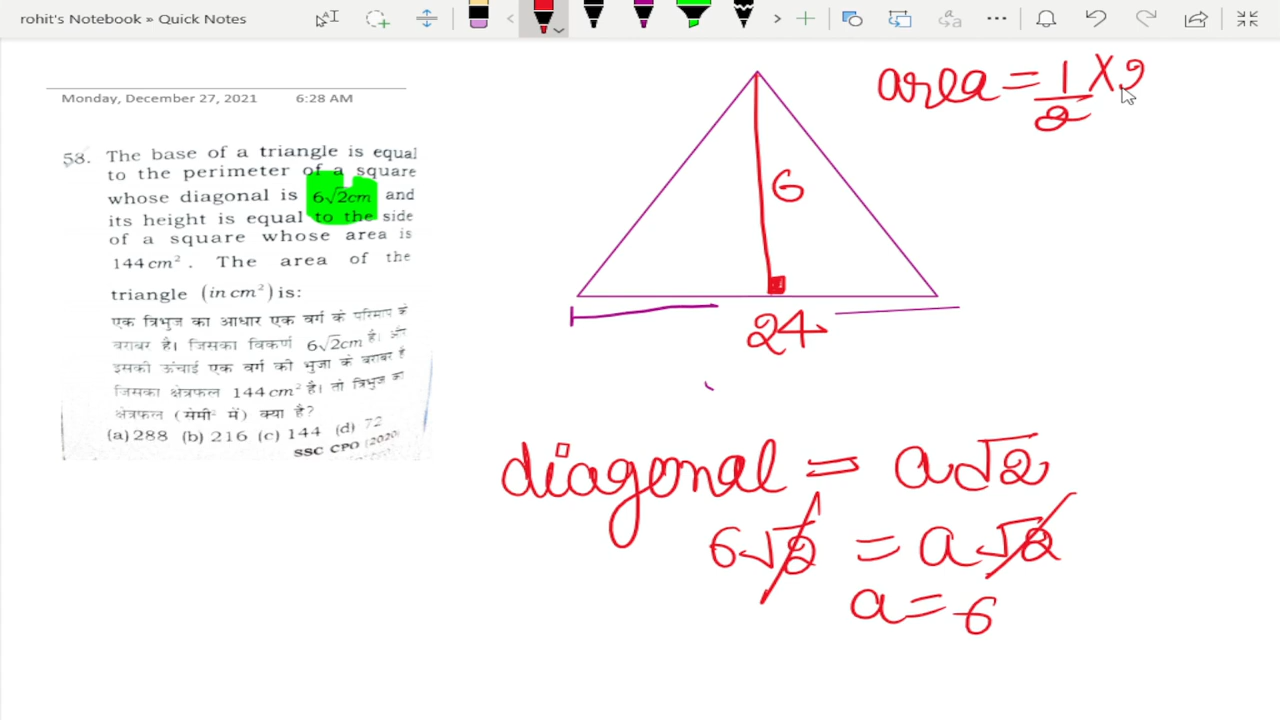 rohit's Notebook » Quick Notes
Monday, December 27, 2021 6:28 AM
58. The base of a triangle is equal
to the perimeter of a square
whose diagonal is 6√2cm and
its height is equal to the side
of a square whose area is
144cm². The area of the
triangle (in cm²) is:
एक त्रिभुज का आधार एक वर्ग के परिमाप के
बराबर है। जिसका विकर्ण 6√2cm है। और
इसकी ऊंचाई एक वर्ग की भुजा के बराबर है
जिसका क्षेत्रफल 144cm² है। तो त्रिभुज का
क्षेत्रफल (सेमी² में) क्या है?
(a) 288 (b) 216 (c) 144 (d) 72
SSC CPO (2020)
area = 1/2 × 2
6
24
diagonal = a√2
6√2 = a√2
a = 6